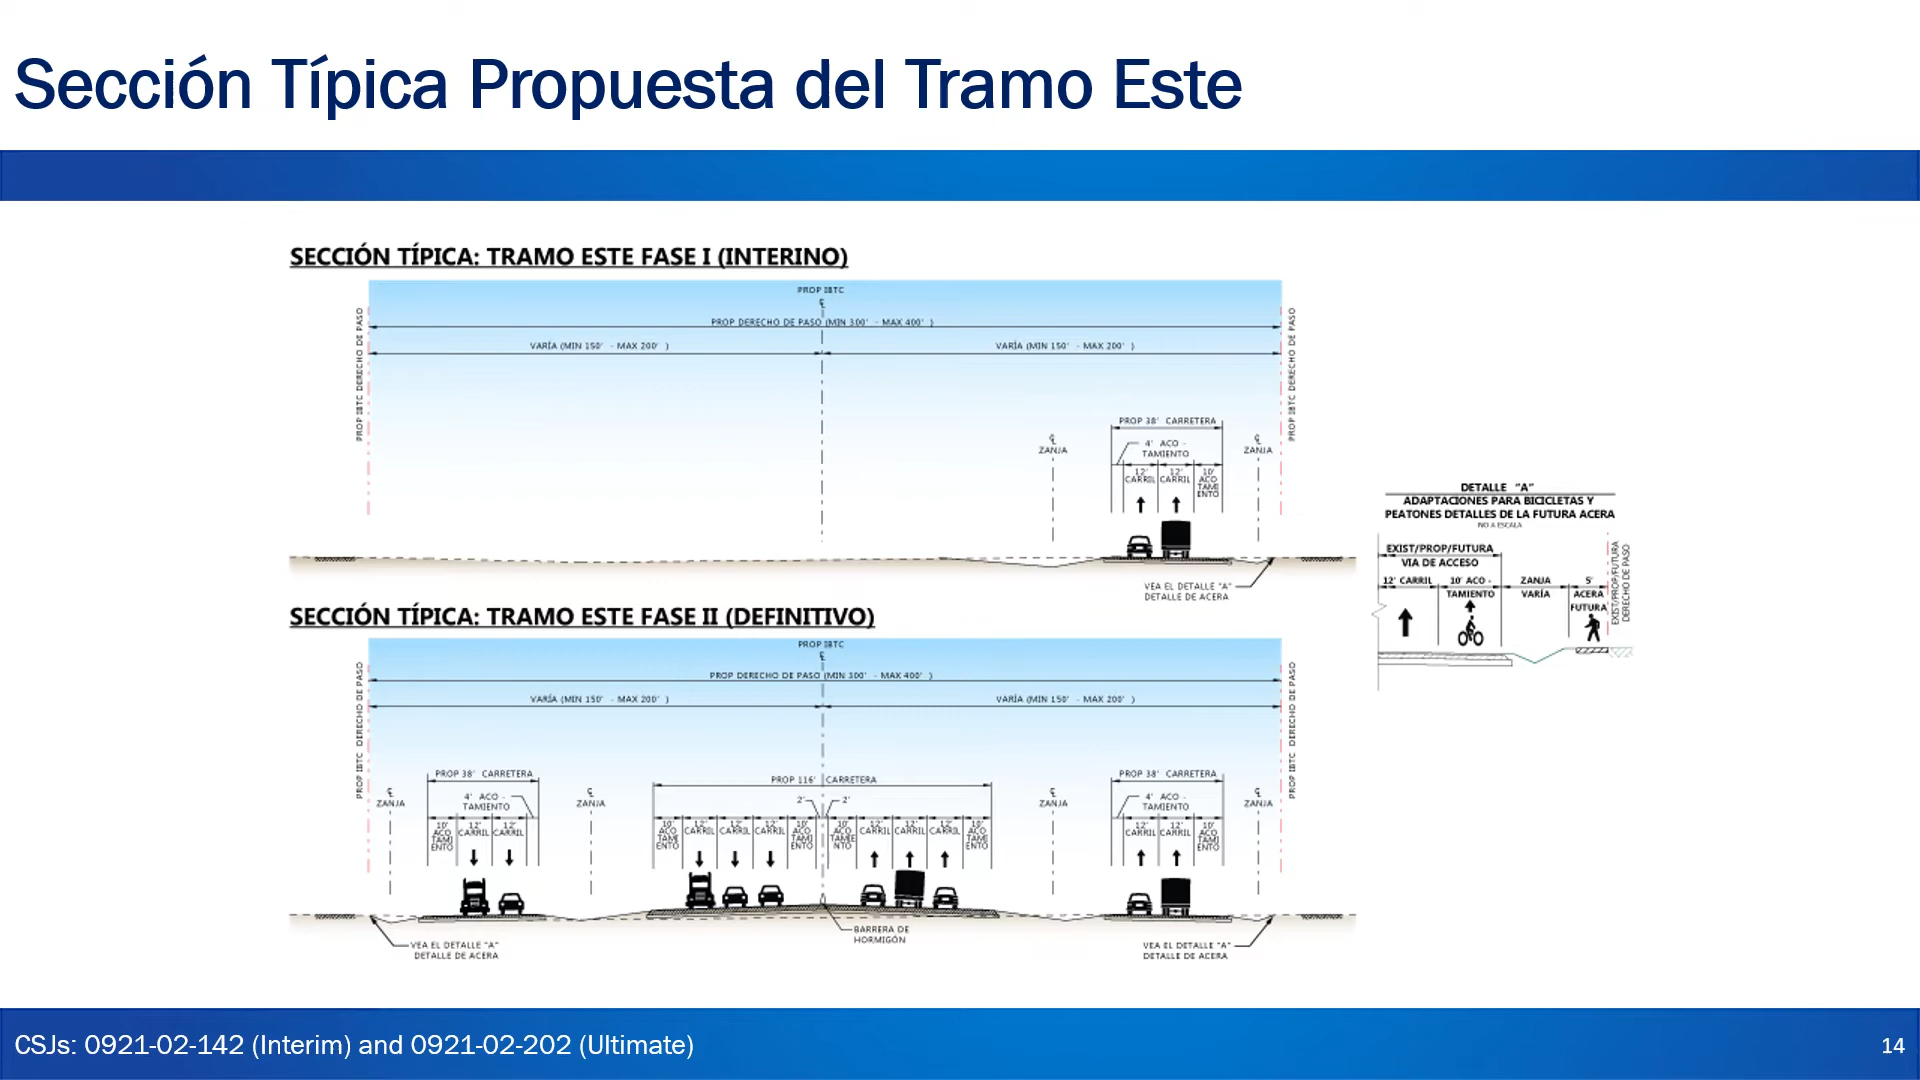 Sección Típica Propuesta del Tramo Este
SECCIÓN TÍPICA: TRAMO ESTE FASE I (INTERINO)
PROP IBTC
℄
PROP DERECHO DE PASO (MIN 300' - MAX 400' )
VARÍA (MIN 150' - MAX 200' )
VARÍA (MIN 150' - MAX 200' )
PROP IBTC DERECHO DE PASO
PROP IBTC DERECHO DE PASO
PROP 38' CARRETERA
℄
ZANJA
4' ACO -
TAMIENTO
℄
ZANJA
12'
CARRIL
12'
CARRIL
10'
ACO
TAMI
ENTO
VEA EL DETALLE "A"
DETALLE DE ACERA
DETALLE "A"
ADAPTACIONES PARA BICICLETAS Y
PEATONES DETALLES DE LA FUTURA ACERA
NO A ESCALA
EXIST/PROP/FUTURA
VIA DE ACCESO
12' CARRIL
10' ACO -
TAMIENTO
ZANJA
VARÍA
5'
ACERA
FUTURA
EXIST/PROP/FUTURA
DERECHO DE PASO
SECCIÓN TÍPICA: TRAMO ESTE FASE II (DEFINITIVO)
PROP IBTC
℄
PROP DERECHO DE PASO (MIN 300' - MAX 400' )
VARÍA (MIN 150' - MAX 200' )
VARÍA (MIN 150' - MAX 200' )
PROP IBTC DERECHO DE PASO
PROP IBTC DERECHO DE PASO
PROP 38' CARRETERA
PROP 116' CARRETERA
PROP 38' CARRETERA
℄
ZANJA
4' ACO -
TAMIENTO
℄
ZANJA
2'
2'
℄
ZANJA
4' ACO -
TAMIENTO
℄
ZANJA
10'
ACO
TAMI
ENTO
12'
CARRIL
12'
CARRIL
10'
ACO
TAMI
ENTO
12'
CARRIL
12'
CARRIL
12'
CARRIL
10'
ACO
TAMI
ENTO
10'
ACO
TAMIE
NTO
12'
CARRIL
12'
CARRIL
12'
CARRIL
10'
ACO
TAMI
ENTO
12'
CARRIL
12'
CARRIL
10'
ACO
TAMI
ENTO
VEA EL DETALLE "A"
DETALLE DE ACERA
BARRERA DE
HORMIGÓN
VEA EL DETALLE "A"
DETALLE DE ACERA
CSJs: 0921-02-142 (Interim) and 0921-02-202 (Ultimate)
14